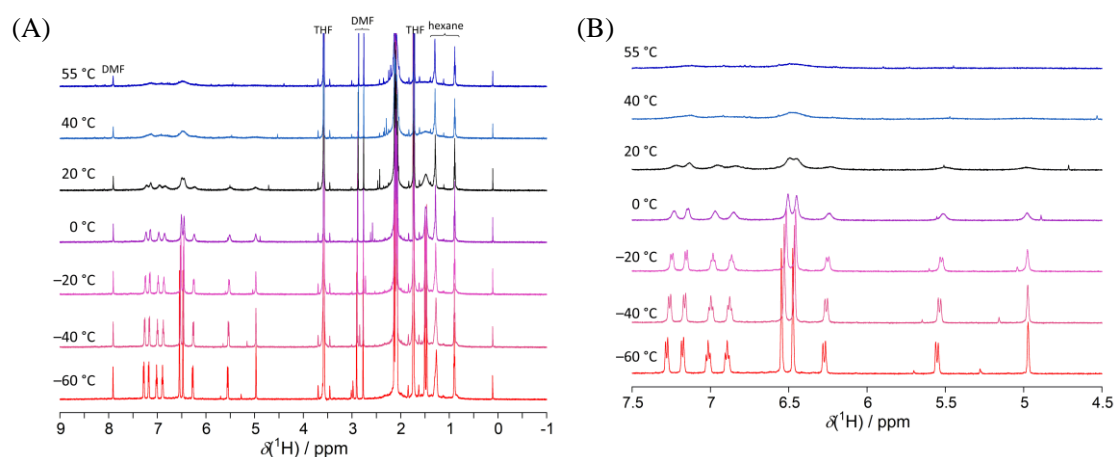 (A)
THF
DMF
THF
hexane
DMF
55 °C
40 °C
20 °C
0 °C
–20 °C
–40 °C
–60 °C
9 8 7 6 5 4 3 2 1 0 -1
δ(¹H) / ppm
(B)
55 °C
40 °C
20 °C
0 °C
–20 °C
–40 °C
–60 °C
7.5 7 6.5 6 5.5 5 4.5
δ(¹H) / ppm